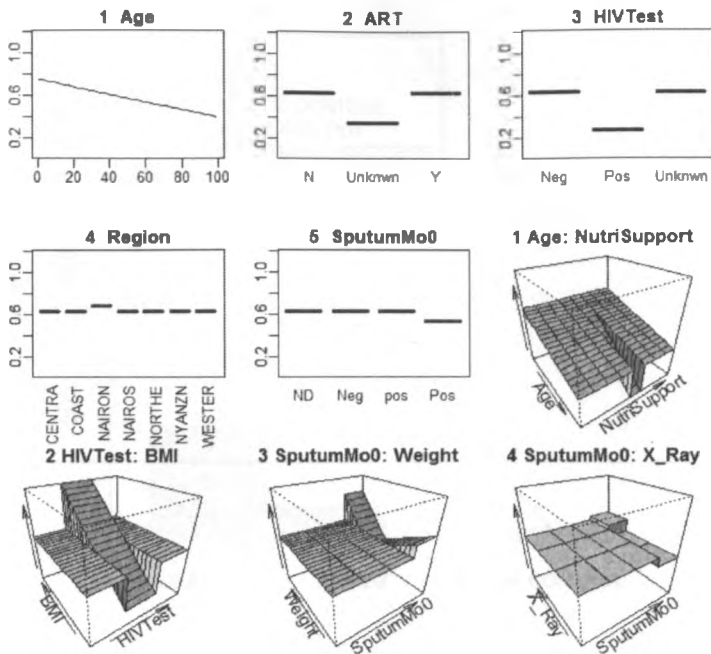 1 Age
2 ART
3 HIVTest
0.2 0.6 1.0
0 20 40 60 80 100
0.2 0.6 1.0
N Unknwn Y
0.2 0.6 1.0
Neg Pos Unknwn
4 Region
5 SputumMo0
1 Age: NutriSupport
0.2 0.6 1.0
CENTRA
COAST
NAIRON
NAIROS
NORTHE
NYANZN
WESTER
0.2 0.6 1.0
ND Neg pos Pos
Age
NutriSupport
2 HIVTest: BMI
3 SputumMo0: Weight
4 SputumMo0: X_Ray
BMI
HIVTest
Weight
SputumMo0
X_Ray
SputumMo0